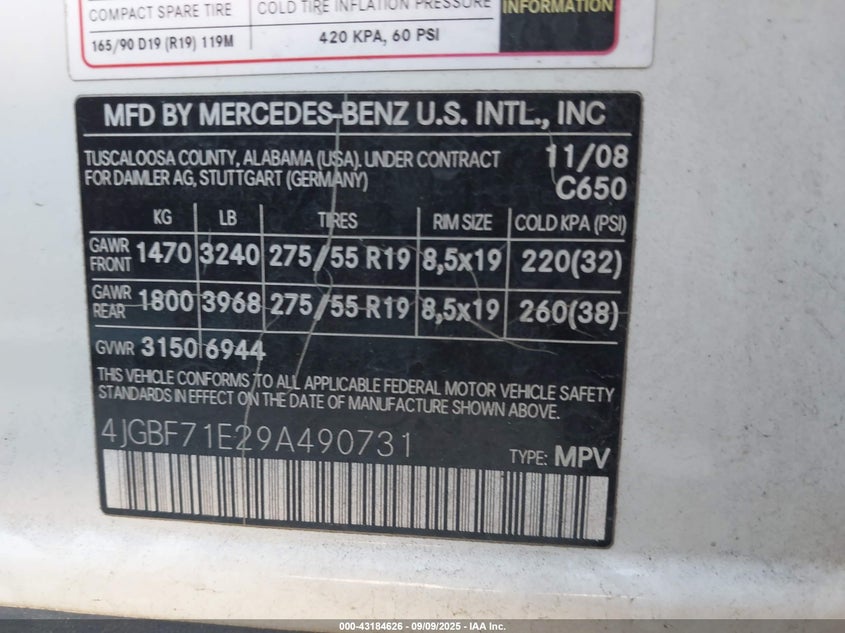 COMPACT SPARE TIRE
COLD TIRE INFLATION PRESSURE
INFORMATION
165/90 D19 (R19) 119M
420 KPA, 60 PSI
MFD BY MERCEDES-BENZ U.S. INTL., INC
TUSCALOOSA COUNTY, ALABAMA (USA). UNDER CONTRACT
FOR DAIMLER AG, STUTTGART (GERMANY)
11/08
C650
KG LB TIRES RIM SIZE COLD KPA (PSI)
GAWR FRONT 1470 3240 275/55 R19 8,5x19 220(32)
GAWR REAR 1800 3968 275/55 R19 8,5x19 260(38)
GVWR 3150 6944
THIS VEHICLE CONFORMS TO ALL APPLICABLE FEDERAL MOTOR VEHICLE SAFETY
STANDARDS IN EFFECT ON THE DATE OF MANUFACTURE SHOWN ABOVE.
4JGBF71E29A490731
TYPE: MPV
000-43184626 - 09/09/2025 - IAA Inc.